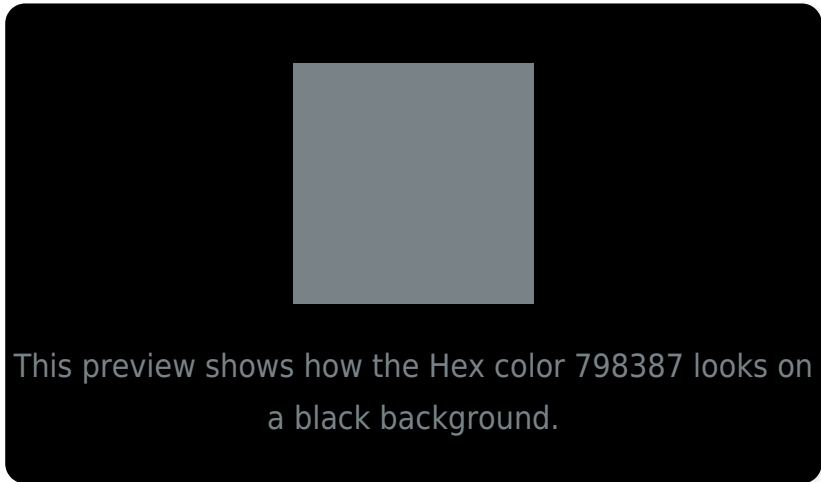 This preview shows how the Hex color 798387 looks on
a black background.